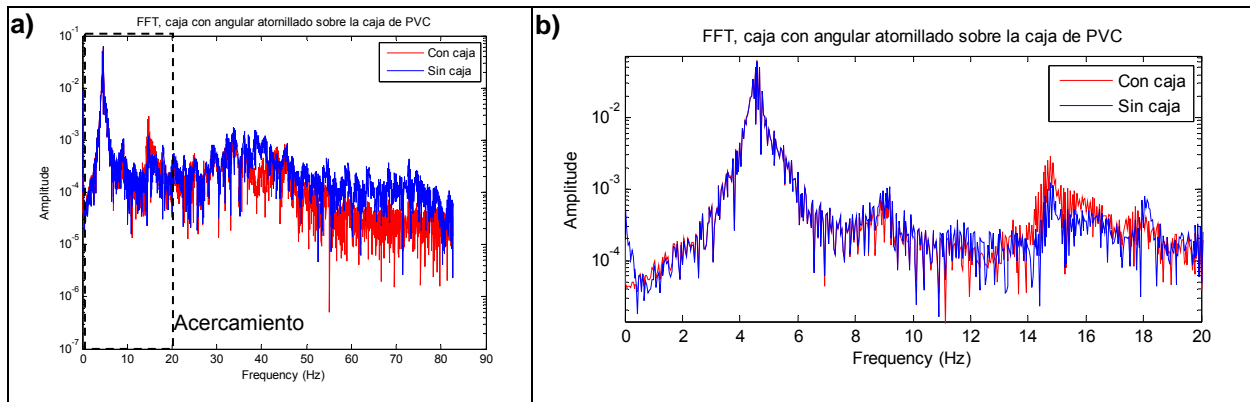 a)
FFT, caja con angular atomillado sobre la caja de PVC
Con caja
Sin caja
10^-1
10^-2
10^-3
10^-4
10^-5
10^-6
10^-7
Amplitude
Acercamiento
0 10 20 30 40 50 60 70 80 90
Frequency (Hz)
b)
FFT, caja con angular atomillado sobre la caja de PVC
Con caja
Sin caja
10^-2
10^-3
10^-4
Amplitude
0 2 4 6 8 10 12 14 16 18 20
Frequency (Hz)